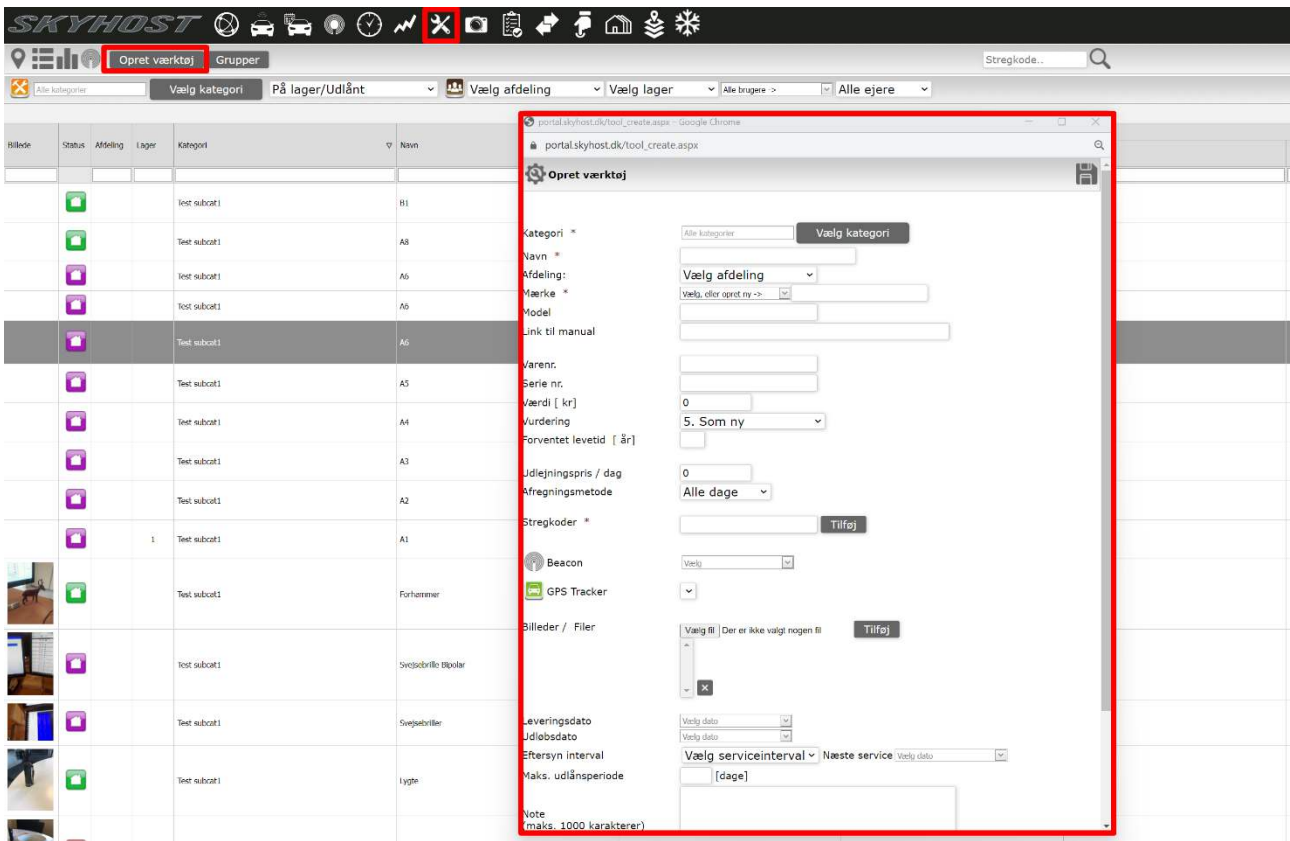 SKYHOST
Opret værktøj Grupper Stregkode..
Alle kategorier Vælg kategori På lager/Udlånt Vælg afdeling Vælg lager Alle brugere -> Alle ejere
Billede Status Afdeling Lager Kategori Navn
Test subcat1 B1
Test subcat1 A8
Test subcat1 A6
Test subcat1 A6
Test subcat1 A6
Test subcat1 A5
Test subcat1 A4
Test subcat1 A3
Test subcat1 A2
1 Test subcat1 A1
Test subcat1 Forhammer
Test subcat1 Svejsebrille Bipolar
Test subcat1 Svejsebriller
Test subcat1 Lygte
portal.skyhost.dk/tool_create.aspx - Google Chrome
portal.skyhost.dk/tool_create.aspx
Opret værktøj
Kategori * Alle kategorier Vælg kategori
Navn *
Afdeling: Vælg afdeling
Mærke * Vælg, eller opret ny ->
Model
Link til manual
Varenr.
Serie nr.
Værdi [ kr] 0
Vurdering 5. Som ny
Forventet levetid [ år]
Udlejningspris / dag 0
Afregningsmetode Alle dage
Stregkoder * Tilføj
Beacon Vælg
GPS Tracker
Billeder / Filer Vælg fil Der er ikke valgt nogen fil Tilføj
Leveringsdato Vælg dato
Udløbsdato Vælg dato
Eftersyn interval Vælg serviceinterval Næste service Vælg dato
Maks. udlånsperiode [dage]
Note
(maks. 1000 karakterer)